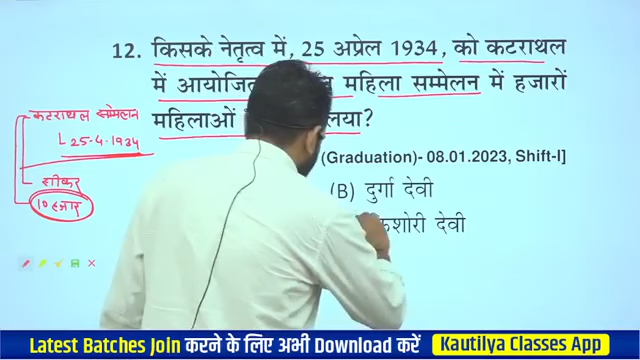 12. किसके नेतृत्व में, 25 अप्रेल 1934, को कटराथल
में महिला सम्मेलन में हजारों
महिलाओं लिया?
कटराथल सम्मेलन
25-4-1934
सीकर
10 हजार
(Graduation)- 08.01.2023, Shift-I]
(B) दुर्गा देवी
देवी
Latest Batches Join करने के लिए अभी Download करें Kautilya Classes App